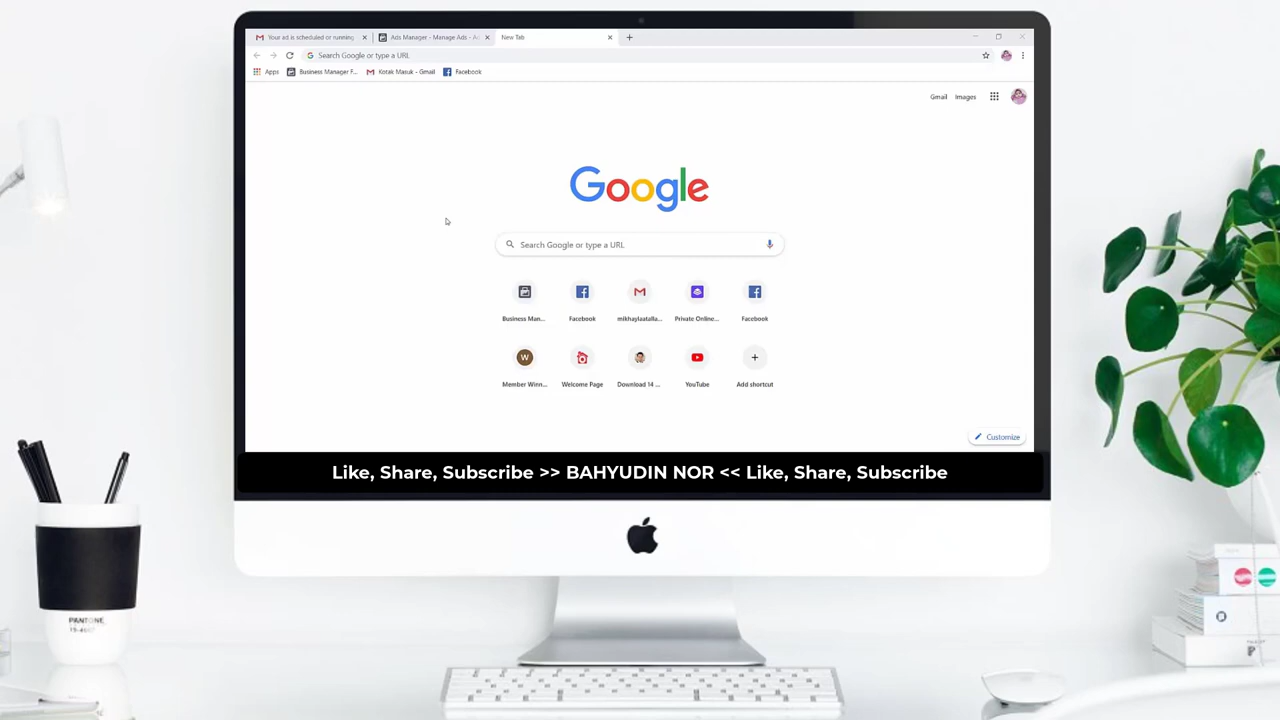 Your ad is scheduled or running
Ads Manager - Manage Ads - Ad
New Tab
Search Google or type a URL
Apps
Business Manager F...
Kotak Masuk - Gmail
Facebook
Gmail
Images
Google
Search Google or type a URL
Business Man...
Facebook
mikhaylaatalla...
Private Online...
Facebook
W
Member Winn...
Welcome Page
Download 14 ...
YouTube
Add shortcut
Customize
Like, Share, Subscribe >> BAHYUDIN NOR << Like, Share, Subscribe
PANTONE